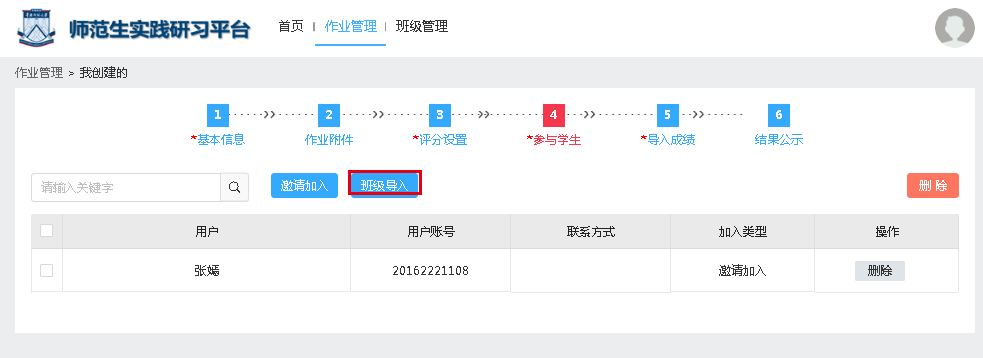 师范生实践研习平台 首页 作业管理 班级管理
作业管理 > 我创建的
1 2 3 4 5 6
*基本信息 作业附件 *评分设置 *参与学生 *导入成绩 结果公示
请输入关键字 邀请加入 班级导入 删 除
用户 用户账号 联系方式 加入类型 操作
张嫣 20162221108 邀请加入 删除